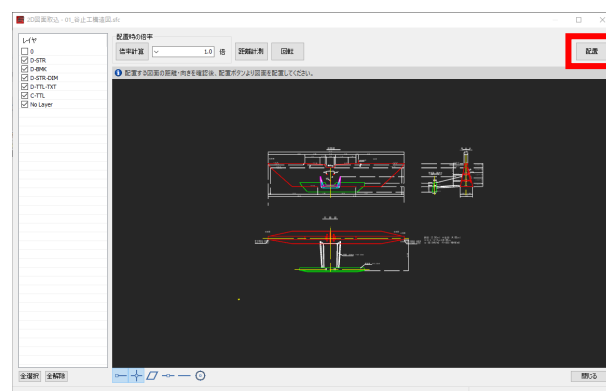 2D図面取込 - 01_谷止工構造図.sfc
レイヤ
0
D-STR
D-BMK
D-STR-DIM
D-TTL-TXT
C-TTL
No Layer
配置時の倍率
倍率計算 1.0 倍 距離計測 回転 配置
配置する図面の距離・向きを確認後、配置ボタンより図面を配置してください。
全選択 全解除 閉じる